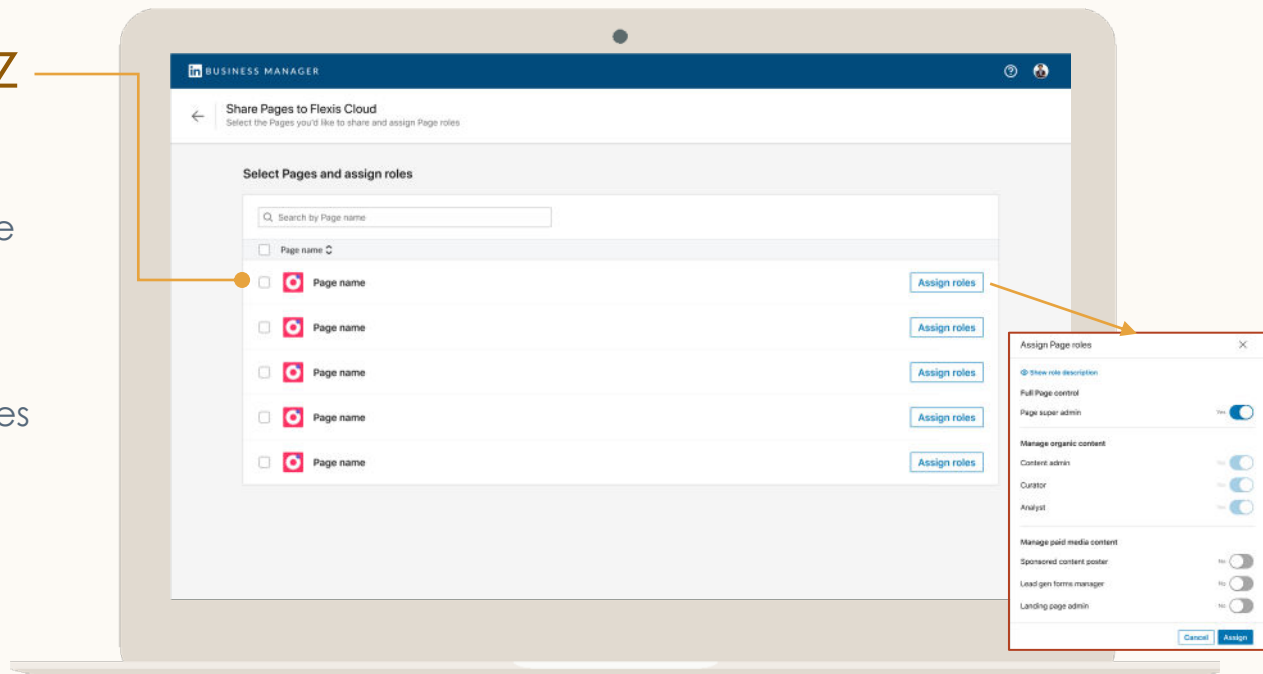 Z
e
es
in BUSINESS MANAGER
Share Pages to Flexis Cloud
Select the Pages you'd like to share and assign Page roles
Select Pages and assign roles
Search by Page name
Page name
Page name Assign roles
Page name Assign roles
Page name Assign roles
Page name Assign roles
Page name Assign roles
Assign Page roles
Show role description
Full Page control
Page super admin Yes
Manage organic content
Content admin
Curator
Analyst
Manage paid media content
Sponsored content poster No
Lead gen forms manager No
Landing page admin No
Cancel Assign